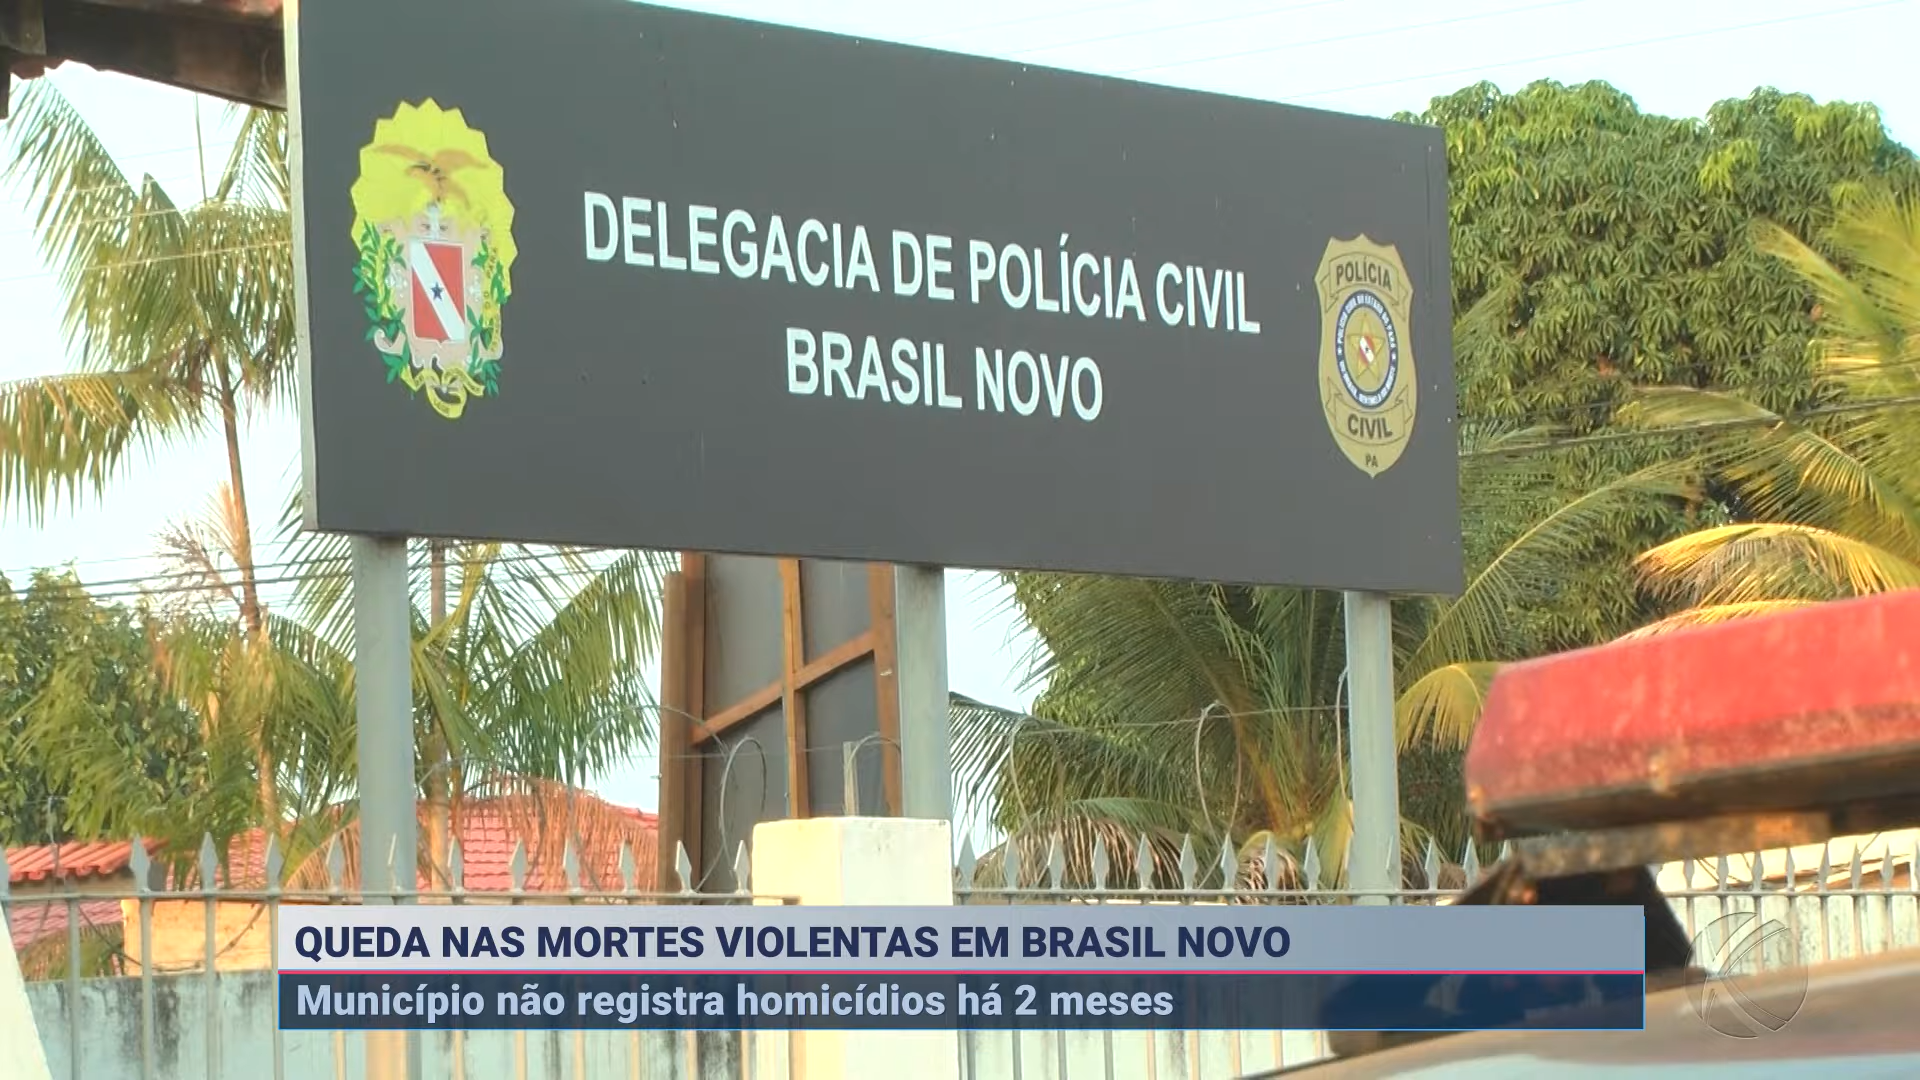 DELEGACIA DE POLÍCIA CIVIL
BRASIL NOVO
POLÍCIA
CIVIL
PA
QUEDA NAS MORTES VIOLENTAS EM BRASIL NOVO
Município não registra homicídios há 2 meses